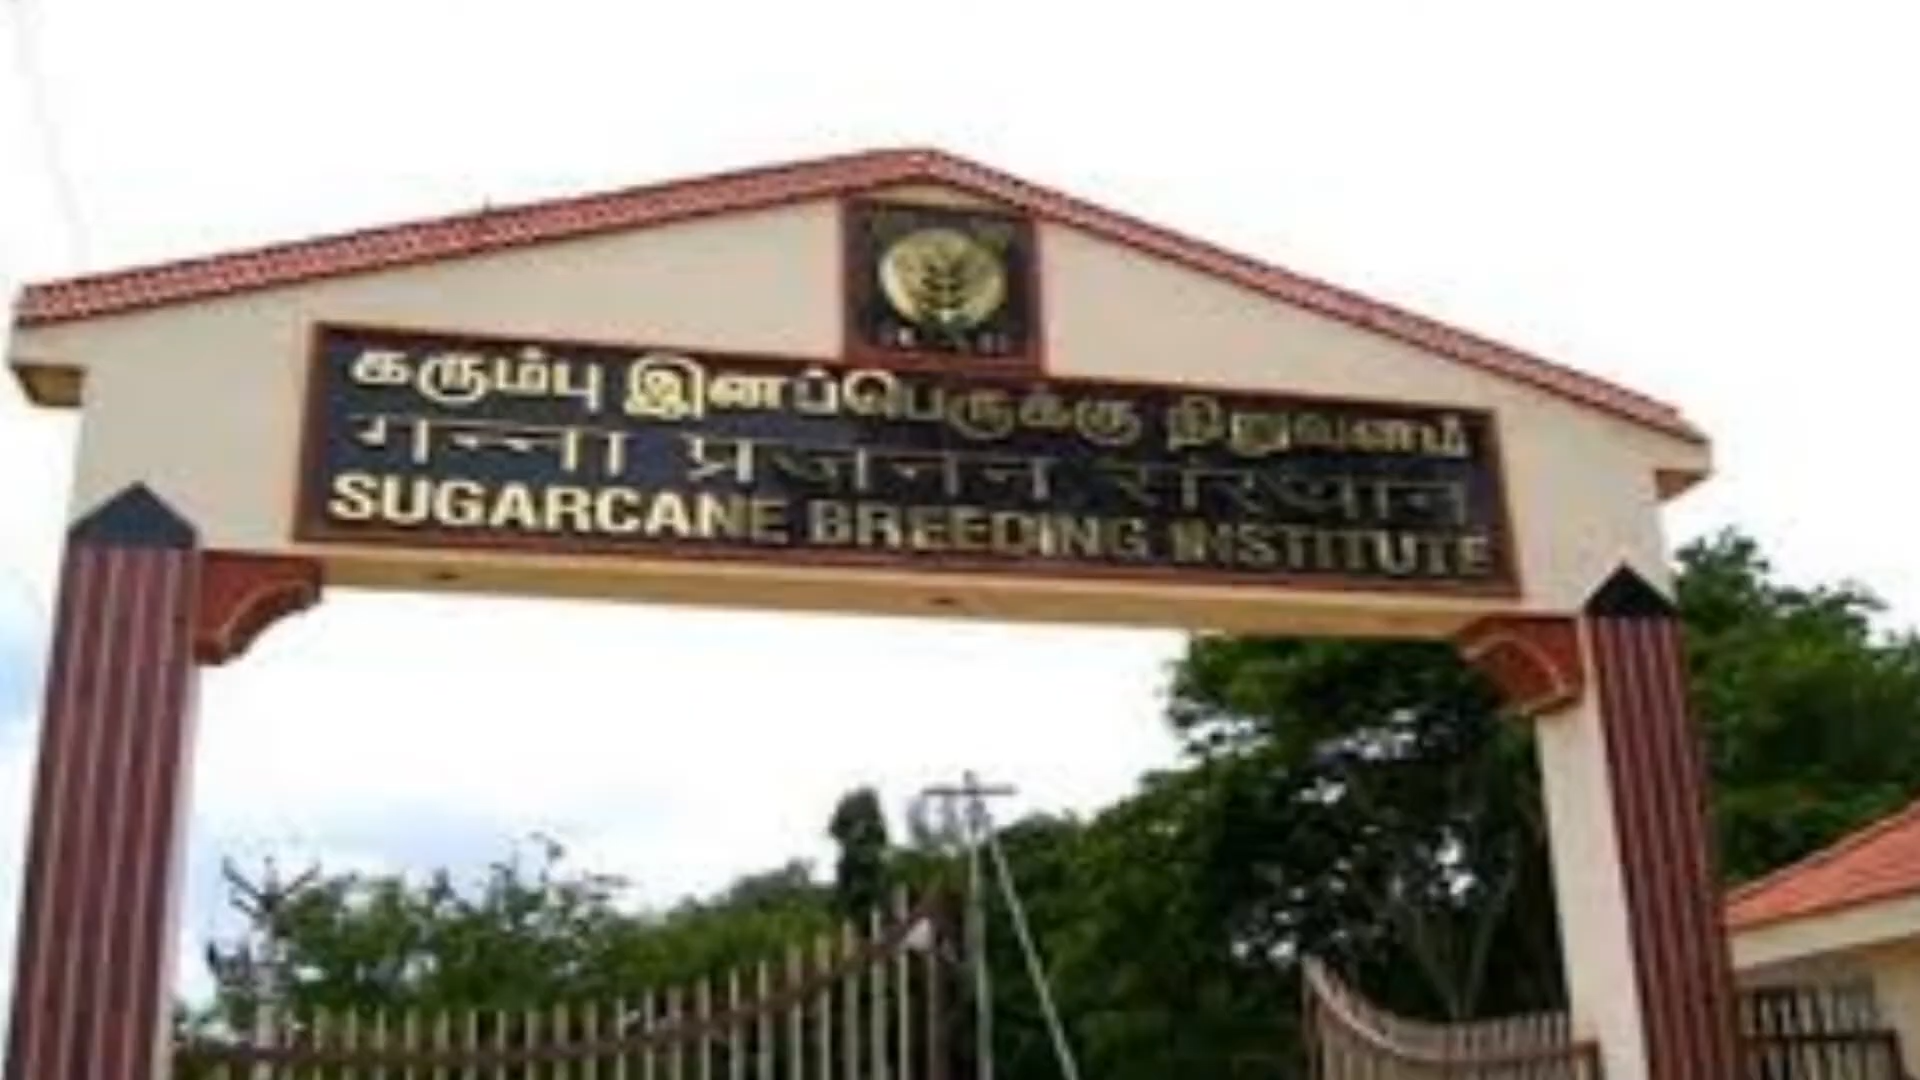 கரும்பு இனப்பெருக்கு நிறுவனம்
गन्ना प्रजनन संस्थान
SUGARCANE BREEDING INSTITUTE